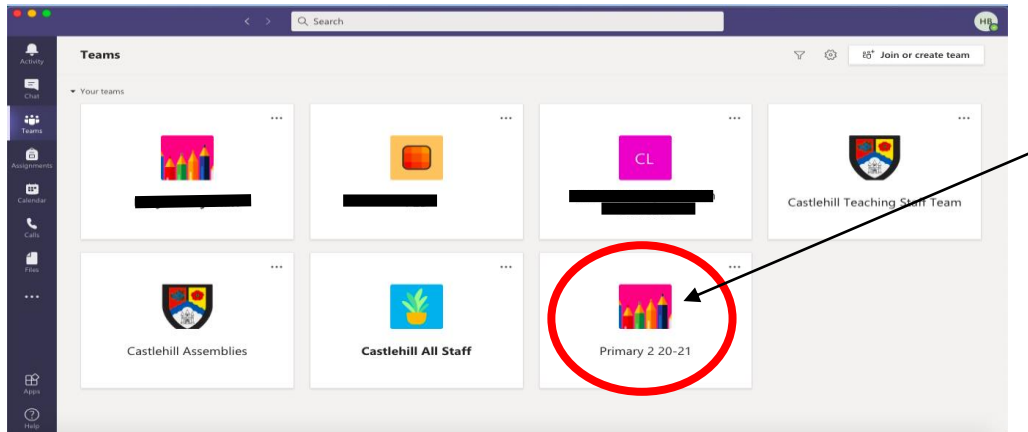 Search
HB
Activity
Chat
Teams
Assignments
Calendar
Calls
Files
Apps
Help
Teams
Join or create team
Your teams
CL
Castlehill Teaching Staff Team
Castlehill Assemblies
Castlehill All Staff
Primary 2 20-21